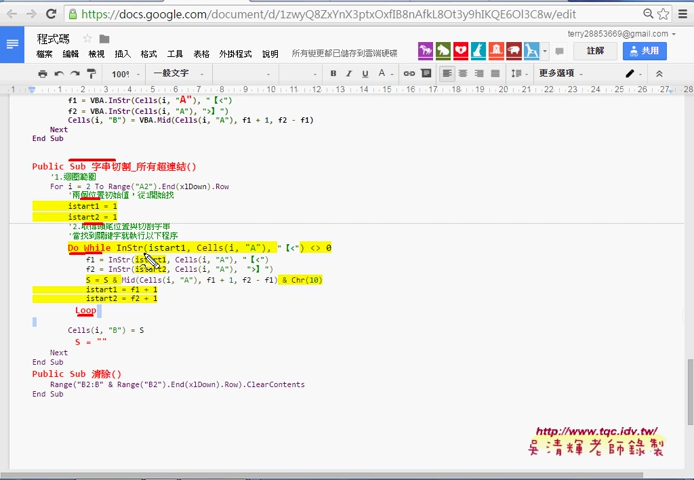 https://docs.google.com/document/d/1zwyQ8ZxYnX3ptxOxfIB8nAfkL8Ot3y9hIKQE6Ol3C8w/edit
terry28853669@gmail.com
程式碼
檔案 編輯 檢視 插入 格式 工具 表格 外掛程式 說明 所有變更都已儲存到雲端硬碟
註解 共用
100% 一般文字 更多選項
f1 = VBA.InStr(Cells(i, "A"), "【<")
f2 = VBA.InStr(Cells(i, "A"), ">】")
Cells(i, "B") = VBA.Mid(Cells(i, "A"), f1 + 1, f2 - f1)
Next
End Sub
Public Sub 字串切割_所有超連結()
'1.迴圈範圍
For i = 2 To Range("A2").End(xlDown).Row
'兩個位置初始值，從1開始找
istart1 = 1
istart2 = 1
'2.取得頭尾位置與切割字串
'當找到關鍵字就執行以下程序
Do While InStr(istart1, Cells(i, "A"), "【<") <> 0
f1 = InStr(istart1, Cells(i, "A"), "【<")
f2 = InStr(istart2, Cells(i, "A"), ">】")
S = S & Mid(Cells(i, "A"), f1 + 1, f2 - f1) & Chr(10)
istart1 = f1 + 1
istart2 = f2 + 1
Loop
Cells(i, "B") = S
S = ""
Next
End Sub
Public Sub 清除()
Range("B2:B" & Range("B2").End(xlDown).Row).ClearContents
End Sub
http://www.tqc.idv.tw/
吳清輝老師錄製